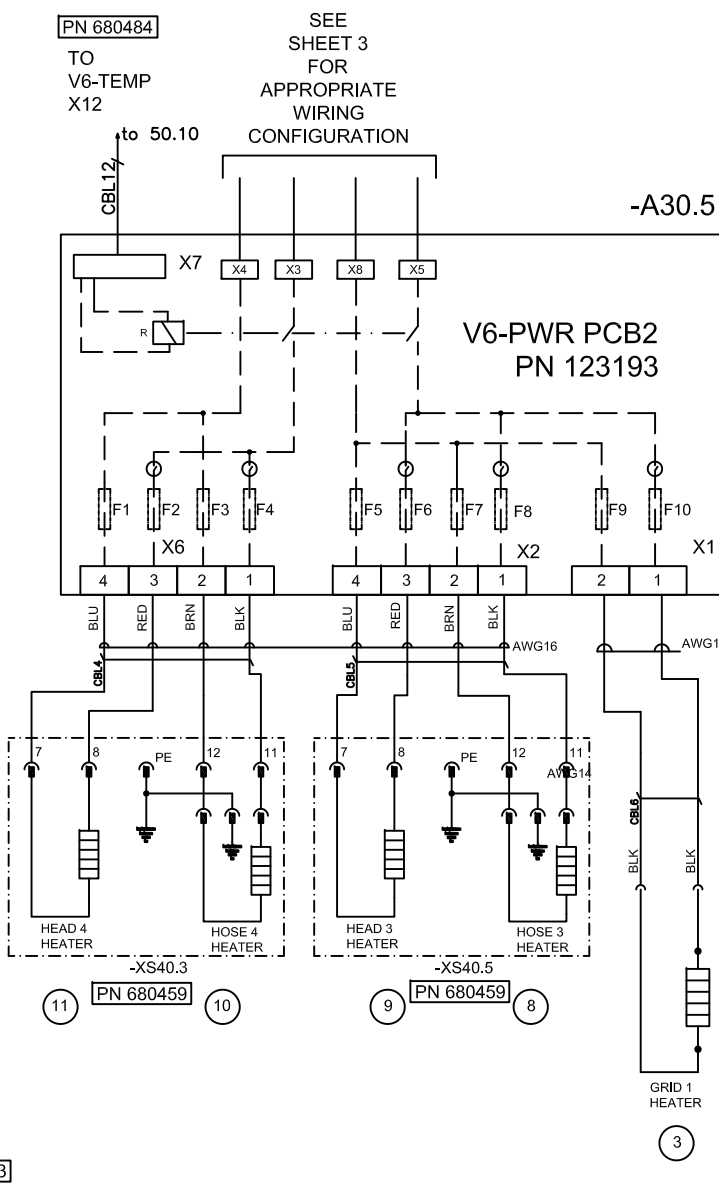 PN 680484
TO
V6-TEMP
X12
to 50.10
CBL12
SEE
SHEET 3
FOR
APPROPRIATE
WIRING
CONFIGURATION
-A30.5
X7
X4
X3
X8
X5
R
V6-PWR PCB2
PN 123193
F1
F2
F3
F4
F5
F6
F7
F8
F9
F10
X6
X2
X1
4
3
2
1
4
3
2
1
2
1
BLU
RED
BRN
BLK
BLU
RED
BRN
BLK
AWG16
AWG1
CBL4
CBL5
7
8
PE
12
11
7
8
PE
12
11
AWG14
CBL6
BLK
BLK
HEAD 4
HEATER
HOSE 4
HEATER
HEAD 3
HEATER
HOSE 3
HEATER
-XS40.3
PN 680459
11
10
-XS40.5
PN 680459
9
8
GRID 1
HEATER
3
3